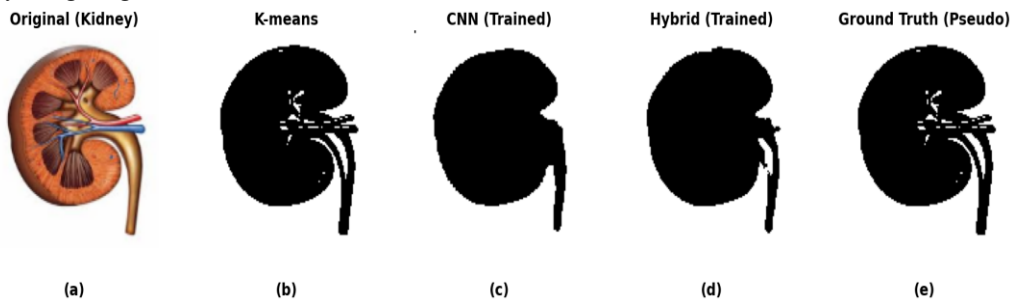 Original (Kidney) K-means CNN (Trained) Hybrid (Trained) Ground Truth (Pseudo)
(a) (b) (c) (d) (e)